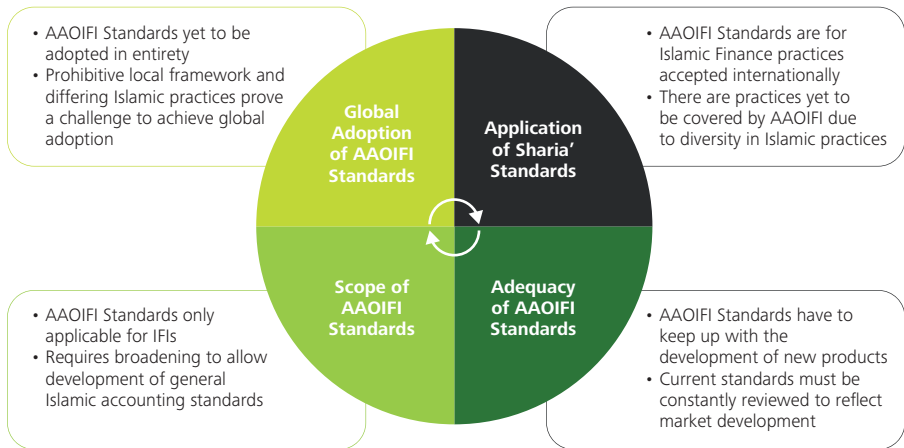 • AAOIFI Standards yet to be
adopted in entirety
• Prohibitive local framework and
differing Islamic practices prove
a challenge to achieve global
adoption
Global
Adoption
of AAOIFI
Standards
Application
of Sharia'
Standards
• AAOIFI Standards are for
Islamic Finance practices
accepted internationally
• There are practices yet to
be covered by AAOIFI due
to diversity in Islamic practices
• AAOIFI Standards only
applicable for IFIs
• Requires broadening to allow
development of general
Islamic accounting standards
Scope of
AAOIFI
Standards
Adequacy
of AAOIFI
Standards
• AAOIFI Standards have to
keep up with the
development of new products
• Current standards must be
constantly reviewed to reflect
market development